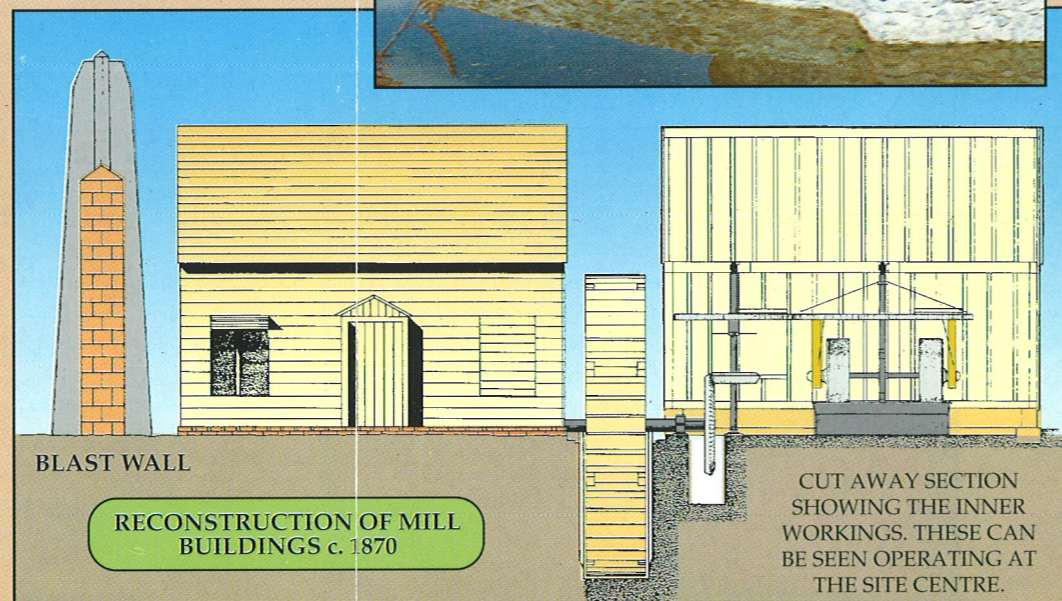 BLAST WALL
RECONSTRUCTION OF MILL
BUILDINGS c. 1870
CUT AWAY SECTION
SHOWING THE INNER
WORKINGS. THESE CAN
BE SEEN OPERATING AT
THE SITE CENTRE.